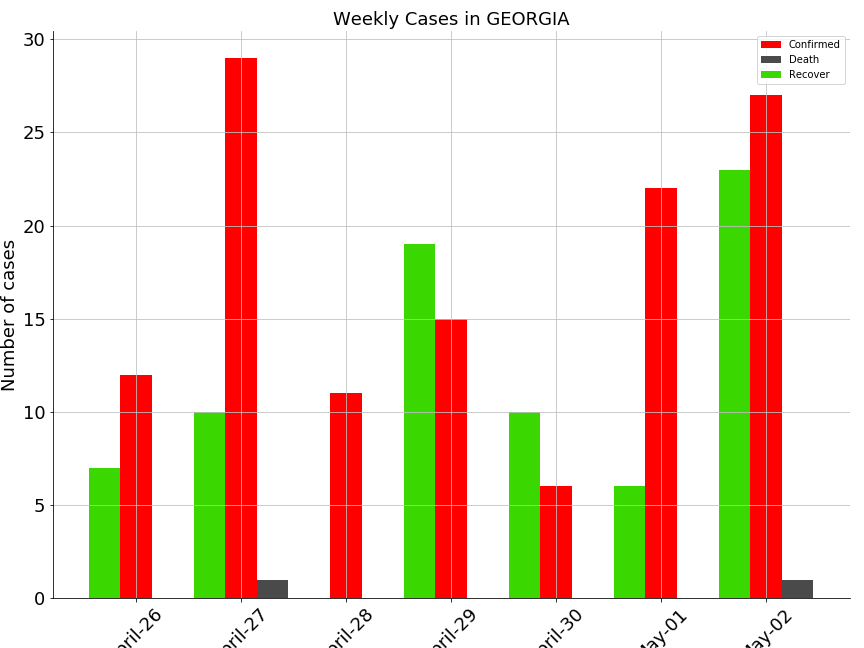 Weekly Cases in GEORGIA
Confirmed
Death
Recover
Number of cases
30
25
20
15
10
5
0
pril-26
pril-27
pril-28
pril-29
pril-30
May-01
May-02